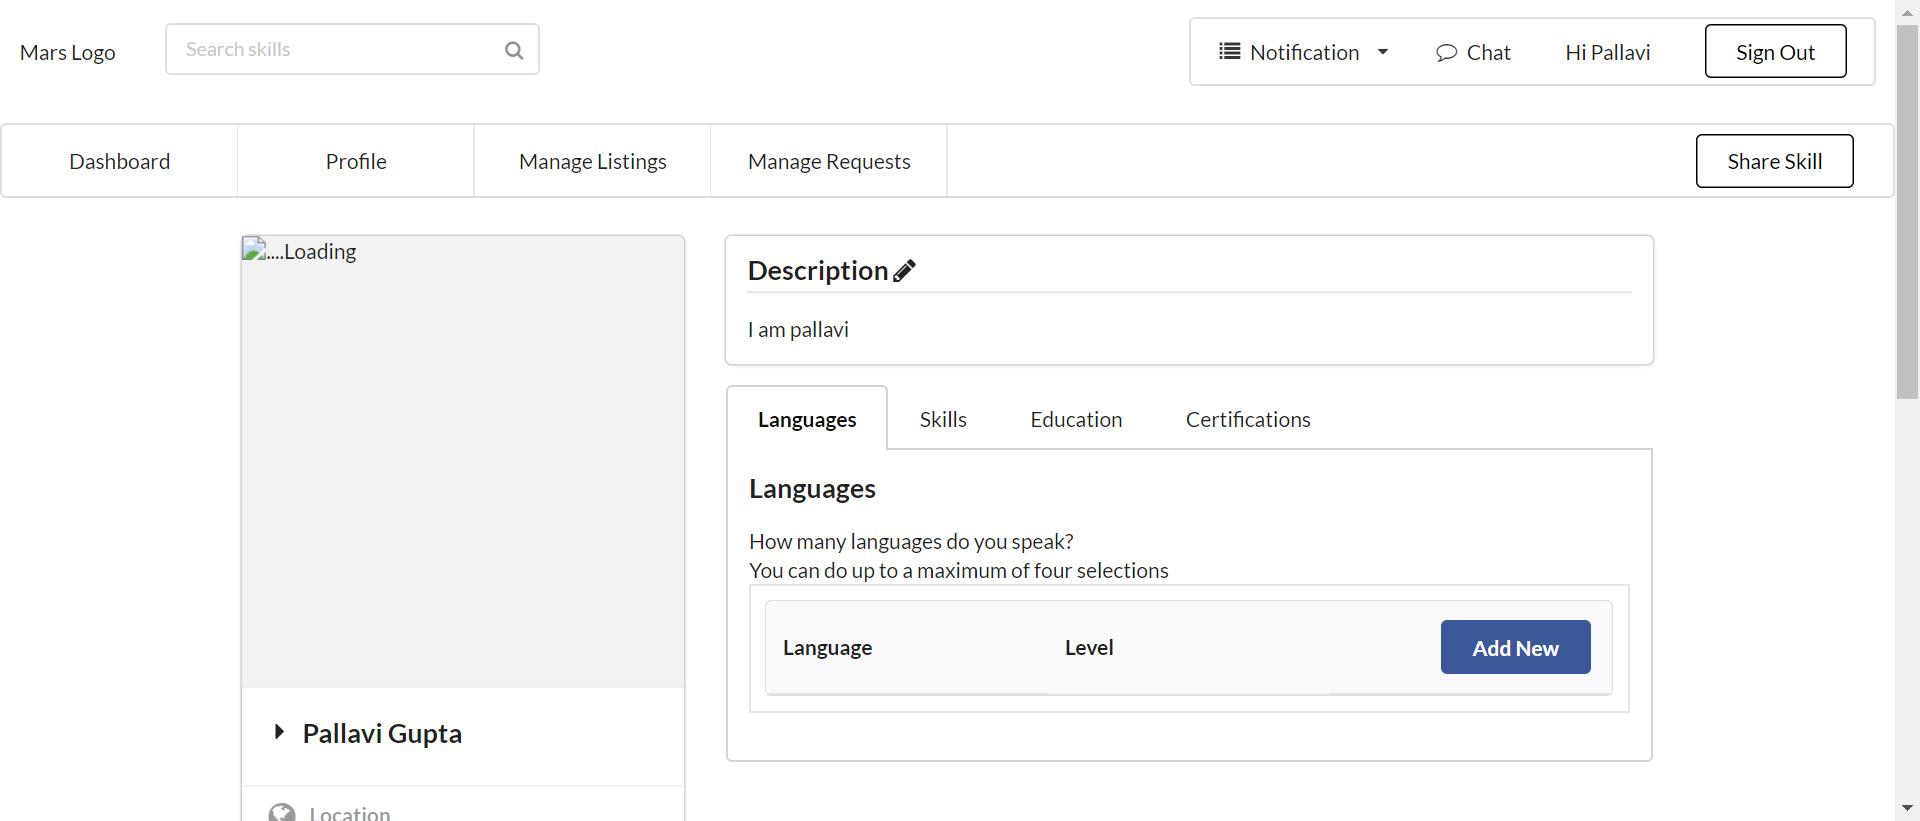 Mars Logo
Search skills
Notification
Chat
Hi Pallavi
Sign Out
Dashboard
Profile
Manage Listings
Manage Requests
Share Skill
....Loading
Pallavi Gupta
Location
Description
I am pallavi
Languages
Skills
Education
Certifications
Languages
How many languages do you speak?
You can do up to a maximum of four selections
Language
Level
Add New